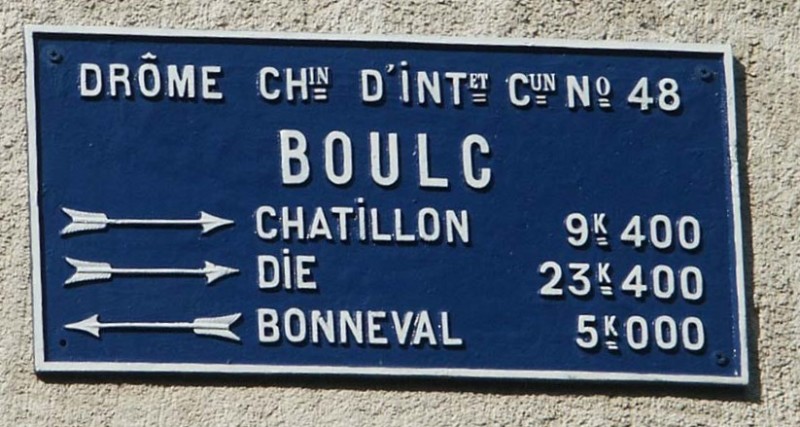 DRÔME CHIN D'INTET CUN NO 48
BOULC
CHATILLON 9K 400
DIE 23K 400
BONNEVAL 5K 000